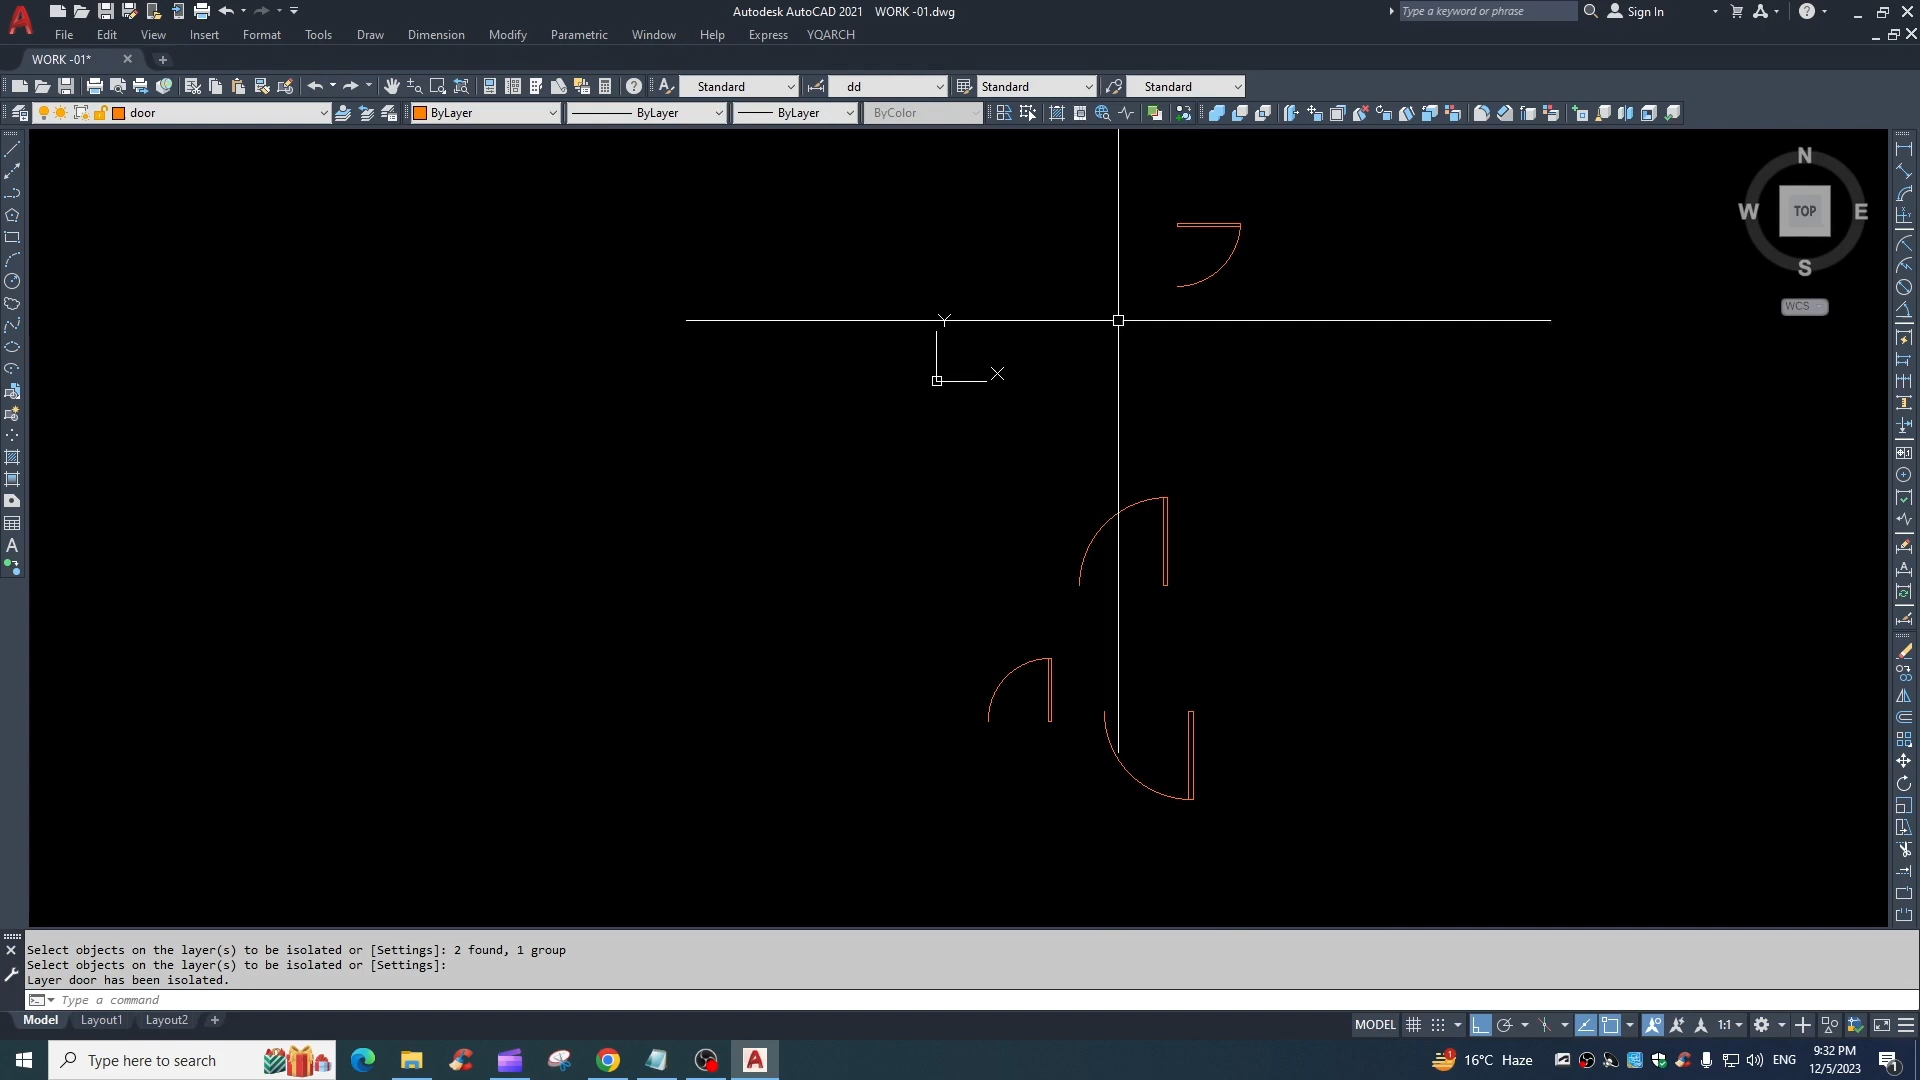 Autodesk AutoCAD 2021 WORK -01.dwg
Type a keyword or phrase
Sign In
File Edit View Insert Format Tools Draw Dimension Modify Parametric Window Help Express YQARCH
WORK -01*
Standard
dd
Standard
Standard
door
ByLayer
ByLayer
ByLayer
ByColor
N
W
TOP
E
S
WCS
Y
X
Select objects on the layer(s) to be isolated or [Settings]: 2 found, 1 group
Select objects on the layer(s) to be isolated or [Settings]:
Layer door has been isolated.
Type a command
Model Layout1 Layout2
MODEL
1:1
Type here to search
16°C Haze
ENG
9:32 PM
12/5/2023